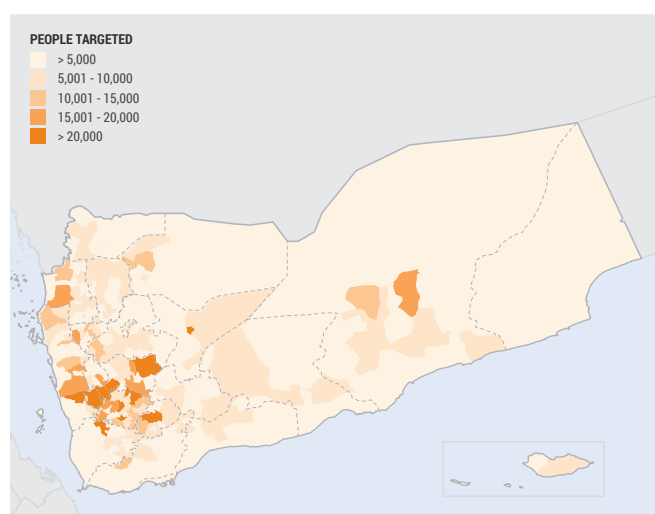 PEOPLE TARGETED
> 5,000
5,001 - 10,000
10,001 - 15,000
15,001 - 20,000
> 20,000